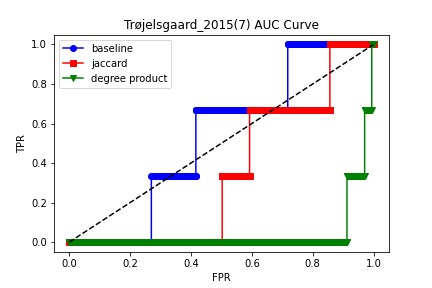 Trøjelsgaard_2015(7) AUC Curve
baseline
jaccard
degree product
TPR
1.0
0.8
0.6
0.4
0.2
0.0
0.0 0.2 0.4 0.6 0.8 1.0
FPR